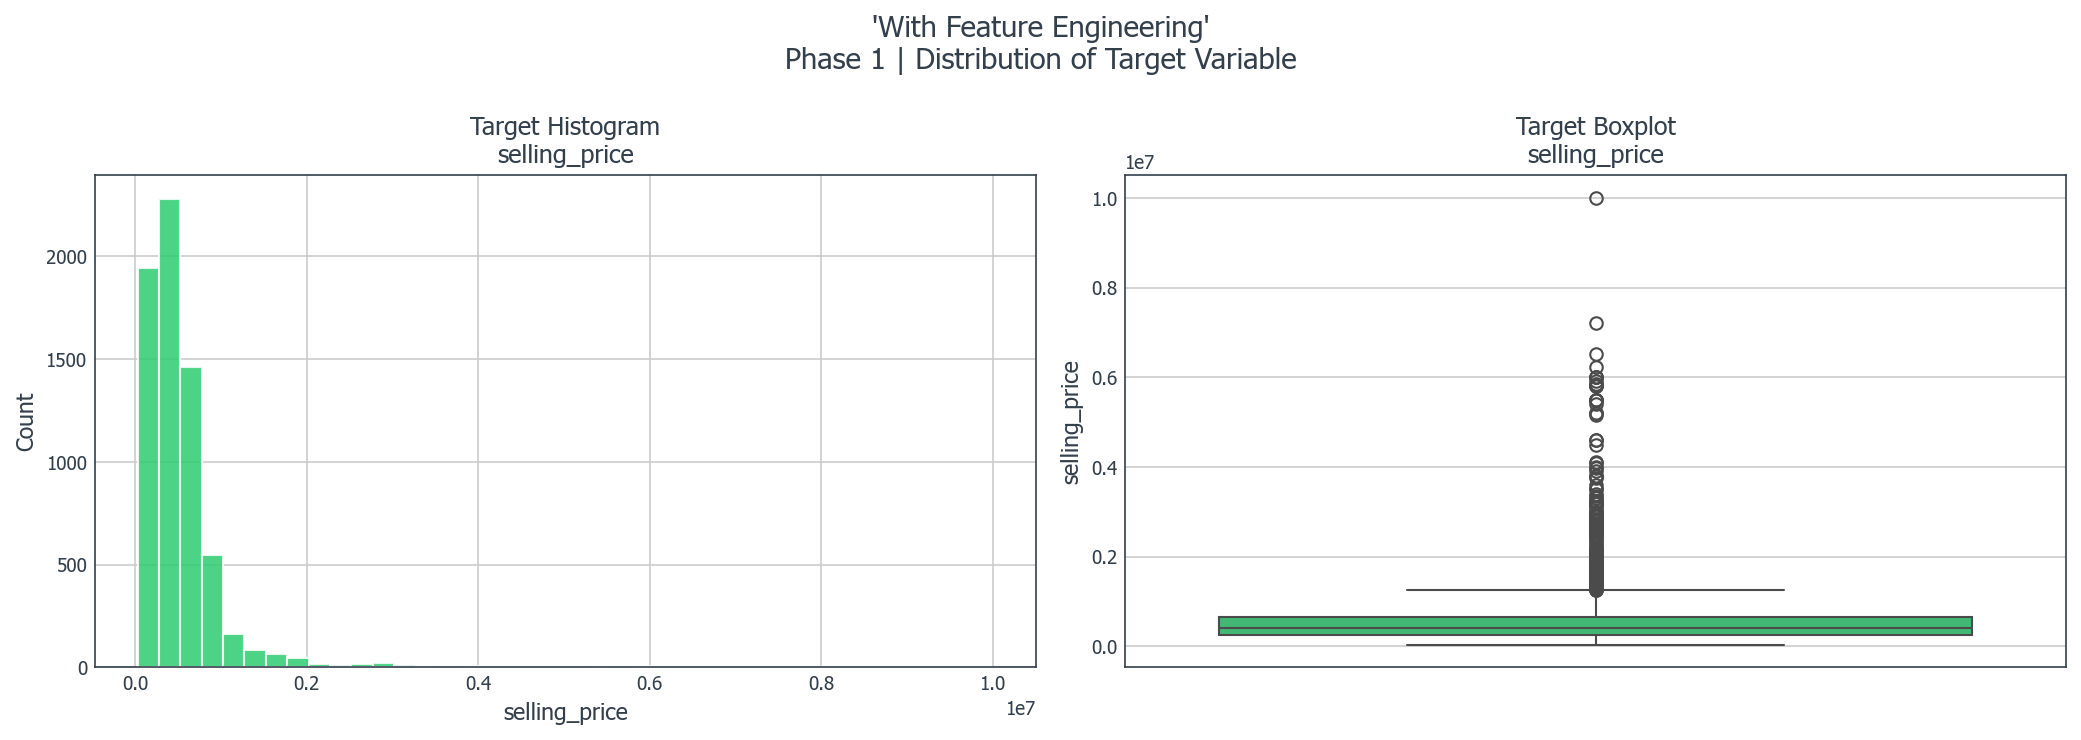 'With Feature Engineering'
Phase 1 | Distribution of Target Variable
Target Histogram
selling_price
Count
2000
1500
1000
500
0
0.0 0.2 0.4 0.6 0.8 1.0
1e7
selling_price
Target Boxplot
selling_price
1e7
selling_price
1.0
0.8
0.6
0.4
0.2
0.0